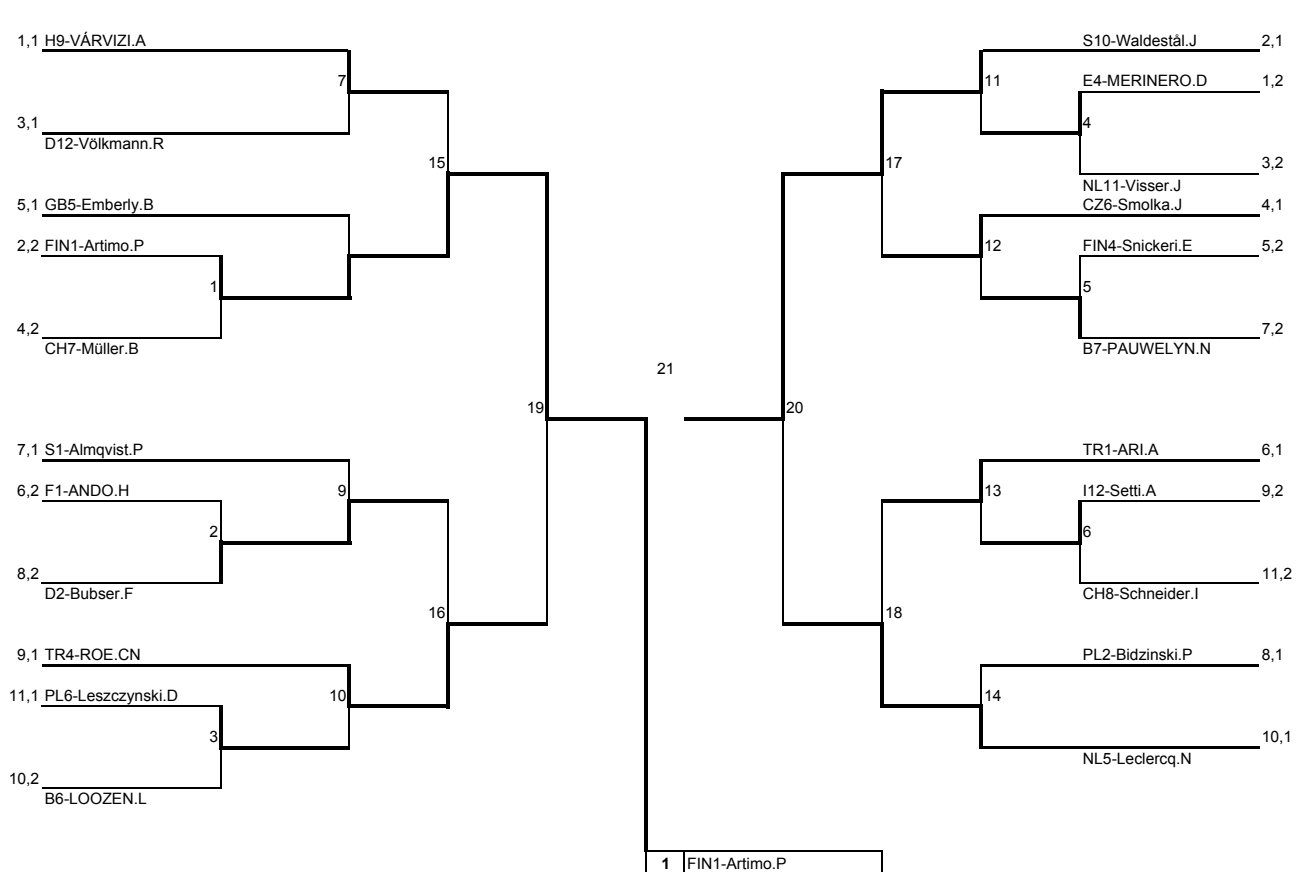 1,1 H9-VÁRVIZI.A
7
3,1
D12-Völkmann.R
15
5,1 GB5-Emberly.B
2,2 FIN1-Artimo.P
1
4,2
CH7-Müller.B
19
7,1 S1-Almqvist.P
6,2 F1-ANDO.H
9
2
8,2
D2-Bubser.F
16
9,1 TR4-ROE.CN
11,1 PL6-Leszczynski.D
10
3
10,2
B6-LOOZEN.L
21
S10-Waldestål.J 2,1
11
E4-MERINERO.D 1,2
4
17
3,2
NL11-Visser.J
CZ6-Smolka.J 4,1
12
FIN4-Snickeri.E 5,2
5
7,2
B7-PAUWELYN.N
20
TR1-ARI.A 6,1
13
I12-Setti.A 9,2
6
11,2
CH8-Schneider.I
18
PL2-Bidzinski.P 8,1
14
10,1
NL5-Leclercq.N
1 FIN1-Artimo.P